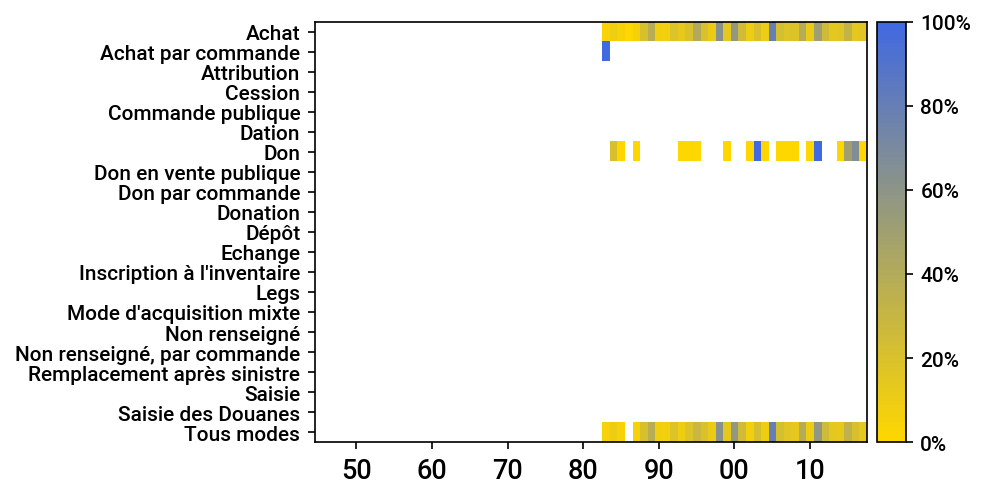 Achat
Achat par commande
Attribution
Cession
Commande publique
Dation
Don
Don en vente publique
Don par commande
Donation
Dépôt
Echange
Inscription à l'inventaire
Legs
Mode d'acquisition mixte
Non renseigné
Non renseigné, par commande
Remplacement après sinistre
Saisie
Saisie des Douanes
Tous modes
50 60 70 80 90 00 10
100%
80%
60%
40%
20%
0%